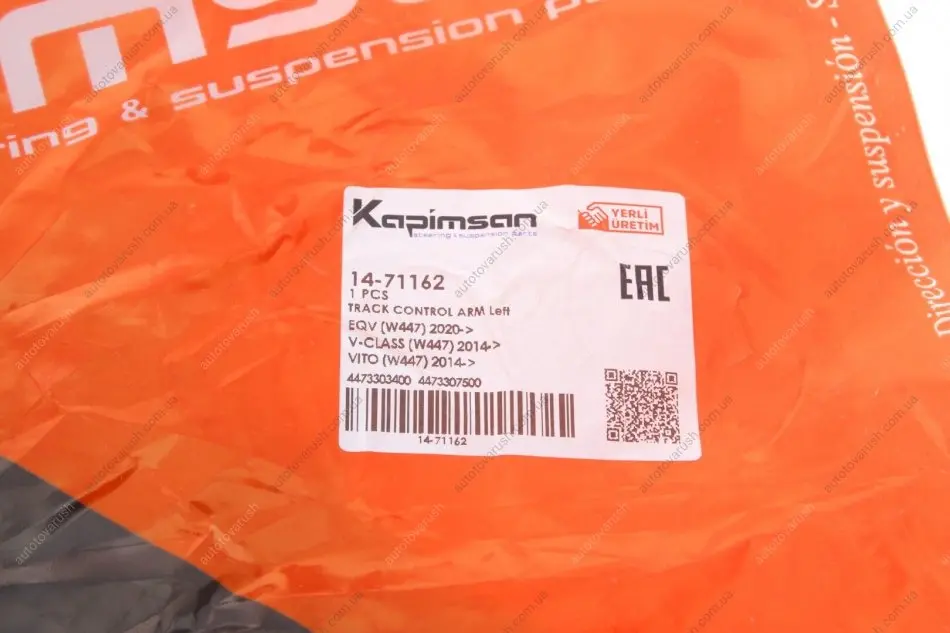 ring & suspension
Dirección y suspensión - S
Kapimsan
steering & suspension parts
YERLİ
ÜRETİM
14-71162
1 PCS
TRACK CONTROL ARM Left
EAC
EQV (W447) 2020->
V-CLASS (W447) 2014->
VITO (W447) 2014->
4473303400 4473307500
14-71162
autotovarush.com.ua